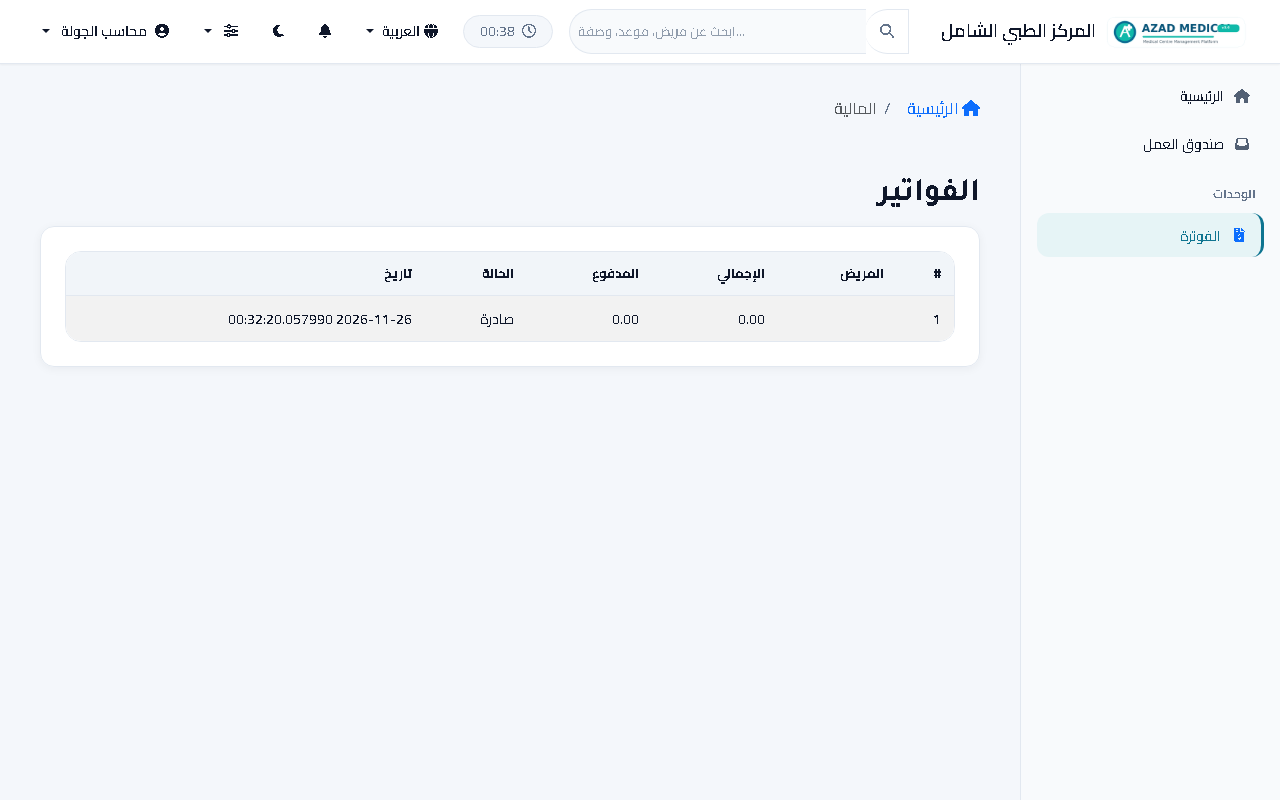 AZAD MEDIC
Medical Centre Management Platform
المركز الطبي الشامل
ابحث عن مريض، موعد، وصفة...
00:38
العربية
محاسب الجولة
الرئيسية
صندوق العمل
الوحدات
الفوترة
الرئيسية / المالية
الفواتير
# المريض الإجمالي المدفوع الحالة تاريخ
1 0.00 0.00 صادرة 2026-11-26 00:32:20.057990